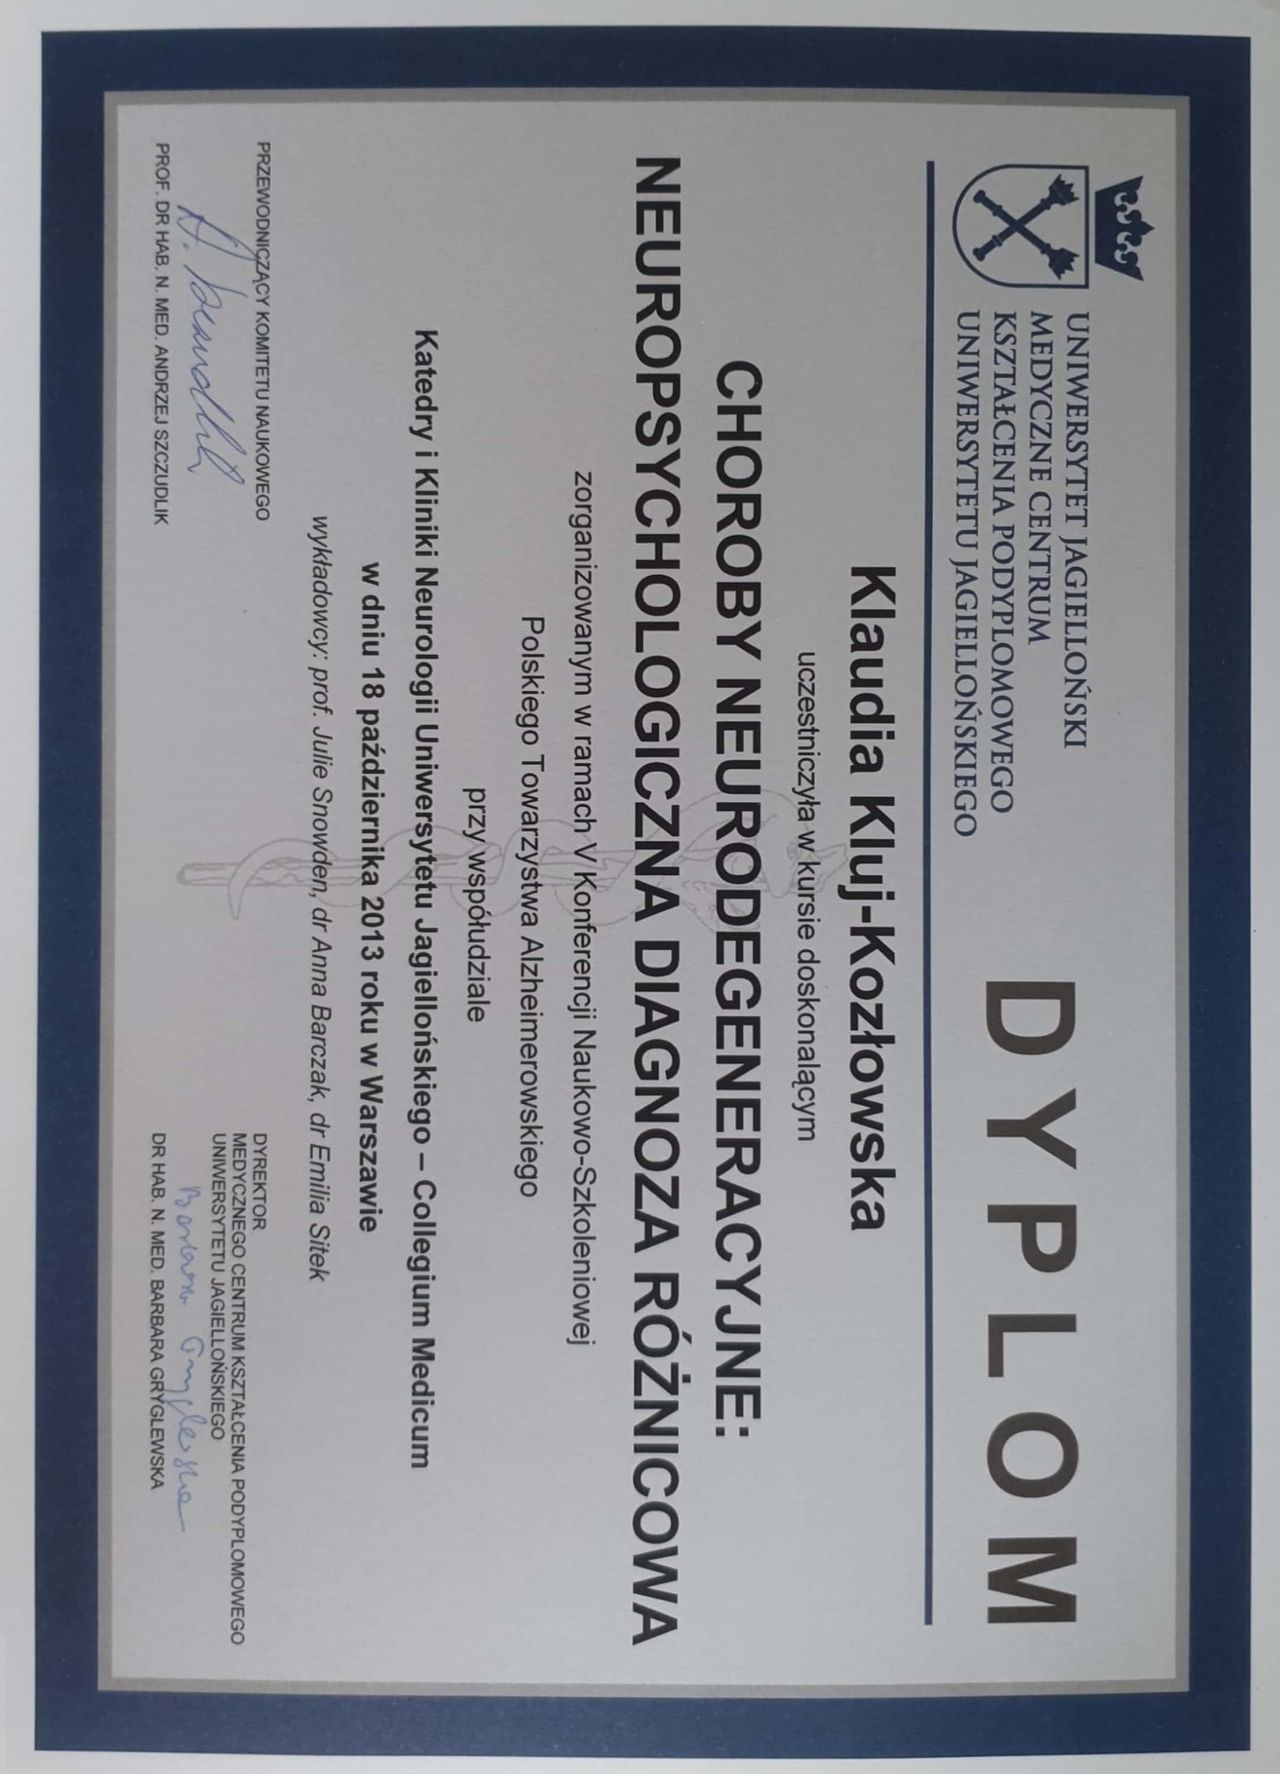 UNIWERSYTET JAGIELLOŃSKI
MEDYCZNE CENTRUM
KSZTAŁCENIA PODYPLOMOWEGO
UNIWERSYTETU JAGIELLOŃSKIEGO
DYPLOM
Klaudia Kluj-Kozłowska
uczestniczyła w kursie doskonalącym
CHOROBY NEURODEGENERACYJNE:
NEUROPSYCHOLOGICZNA DIAGNOZA RÓŻNICOWA
zorganizowanym w ramach V Konferencji Naukowo-Szkoleniowej
Polskiego Towarzystwa Alzheimerowskiego
przy współudziale
Katedry i Kliniki Neurologii Uniwersytetu Jagiellońskiego – Collegium Medicum
w dniu 18 października 2013 roku w Warszawie
wykładowcy: prof. Julie Snowden, dr Anna Barczak, dr Emilia Sitek
PRZEWODNICZĄCY KOMITETU NAUKOWEGO
PROF. DR HAB. N. MED. ANDRZEJ SZCZUDLIK
DYREKTOR
MEDYCZNEGO CENTRUM KSZTAŁCENIA PODYPLOMOWEGO
UNIWERSYTETU JAGIELLOŃSKIEGO
Barbara Gryglewska
DR HAB. N. MED. BARBARA GRYGLEWSKA